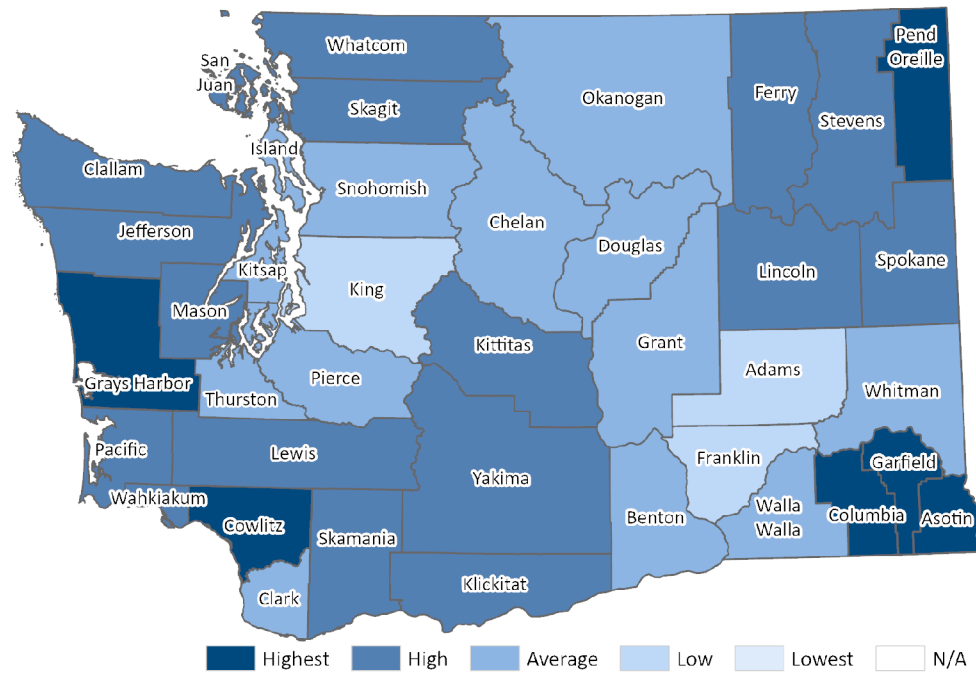 Whatcom
Pend
Oreille
San
Juan
Skagit
Okanogan
Ferry
Stevens
Island
Clallam
Snohomish
Chelan
Jefferson
Douglas
Kitsap
Lincoln
Spokane
King
Mason
Kittitas
Grant
Adams
Grays Harbor
Pierce
Whitman
Thurston
Pacific
Lewis
Franklin
Garfield
Yakima
Wahkiakum
Walla
Walla
Cowlitz
Benton
Columbia
Asotin
Skamania
Klickitat
Clark
Highest High Average Low Lowest N/A